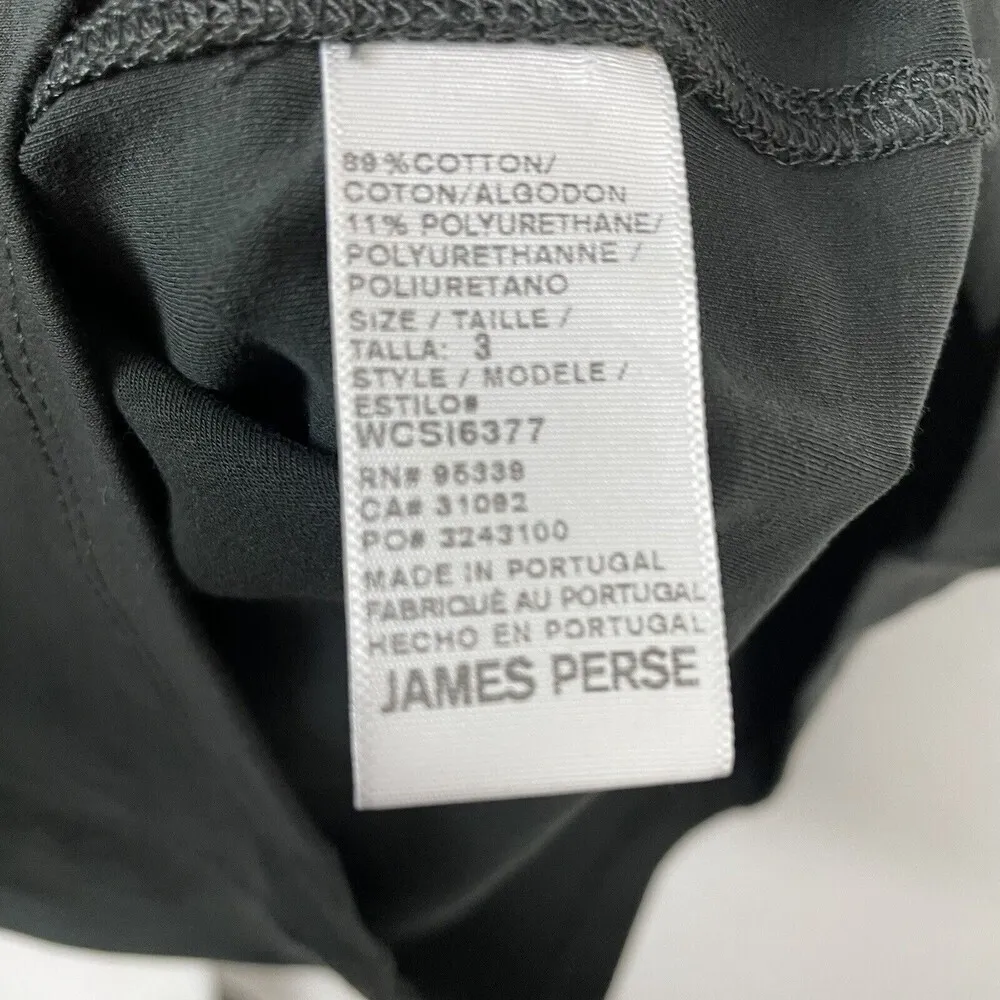 89%COTTON/
COTON/ALGODON
11% POLYURETHANE/
POLYURETHANNE /
POLIURETANO
SIZE / TAILLE /
TALLA: 3
STYLE / MODELE /
ESTILO#
WCSI6377
RN# 95339
CA# 31092
PO# 3243100
MADE IN PORTUGAL
FABRIQUÉ AU PORTUGAL
HECHO EN PORTUGAL
JAMES PERSE